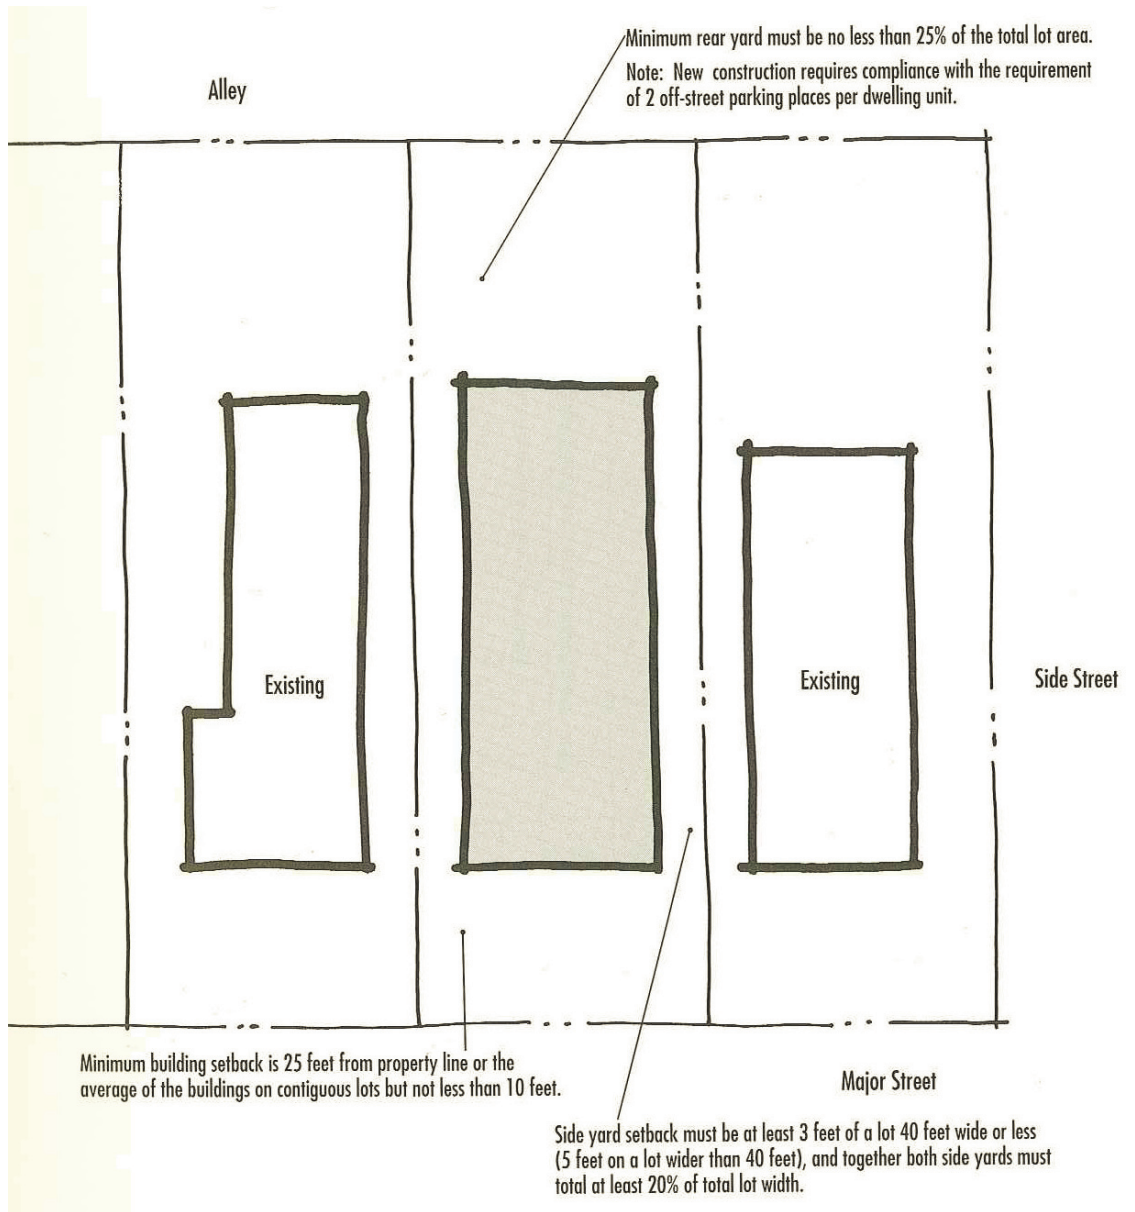 Minimum rear yard must be no less than 25% of the total lot area.
Note: New construction requires compliance with the requirement
of 2 off-street parking places per dwelling unit.
Alley
Existing
Existing
Side Street
Minimum building setback is 25 feet from property line or the
average of the buildings on contiguous lots but not less than 10 feet.
Major Street
Side yard setback must be at least 3 feet of a lot 40 feet wide or less
(5 feet on a lot wider than 40 feet), and together both side yards must
total at least 20% of total lot width.